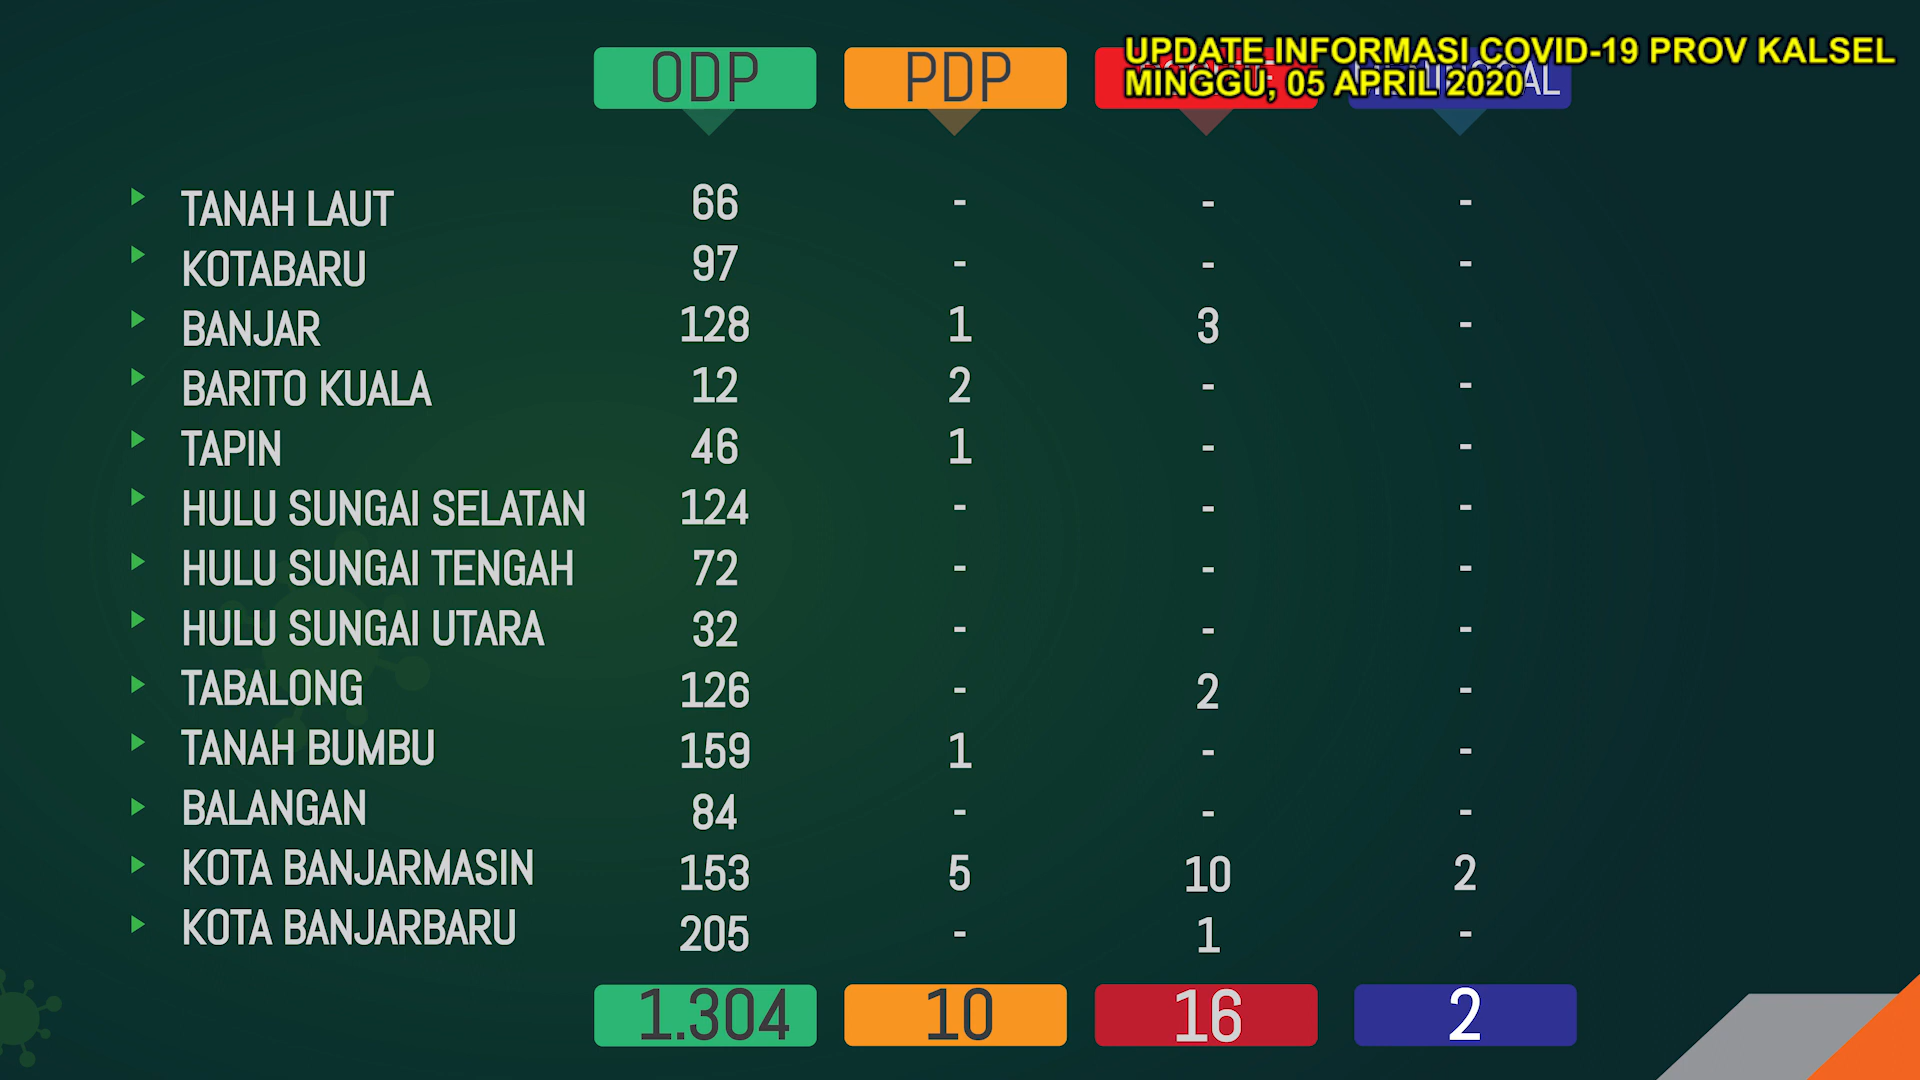 UPDATE INFORMASI COVID-19 PROV KALSEL
MINGGU, 05 APRIL 2020
ODP PDP
TANAH LAUT 66 - - -
KOTABARU 97 - - -
BANJAR 128 1 3 -
BARITO KUALA 12 2 - -
TAPIN 46 1 - -
HULU SUNGAI SELATAN 124 - - -
HULU SUNGAI TENGAH 72 - - -
HULU SUNGAI UTARA 32 - - -
TABALONG 126 - 2 -
TANAH BUMBU 159 1 - -
BALANGAN 84 - - -
KOTA BANJARMASIN 153 5 10 2
KOTA BANJARBARU 205 - 1 -
1.304 10 16 2